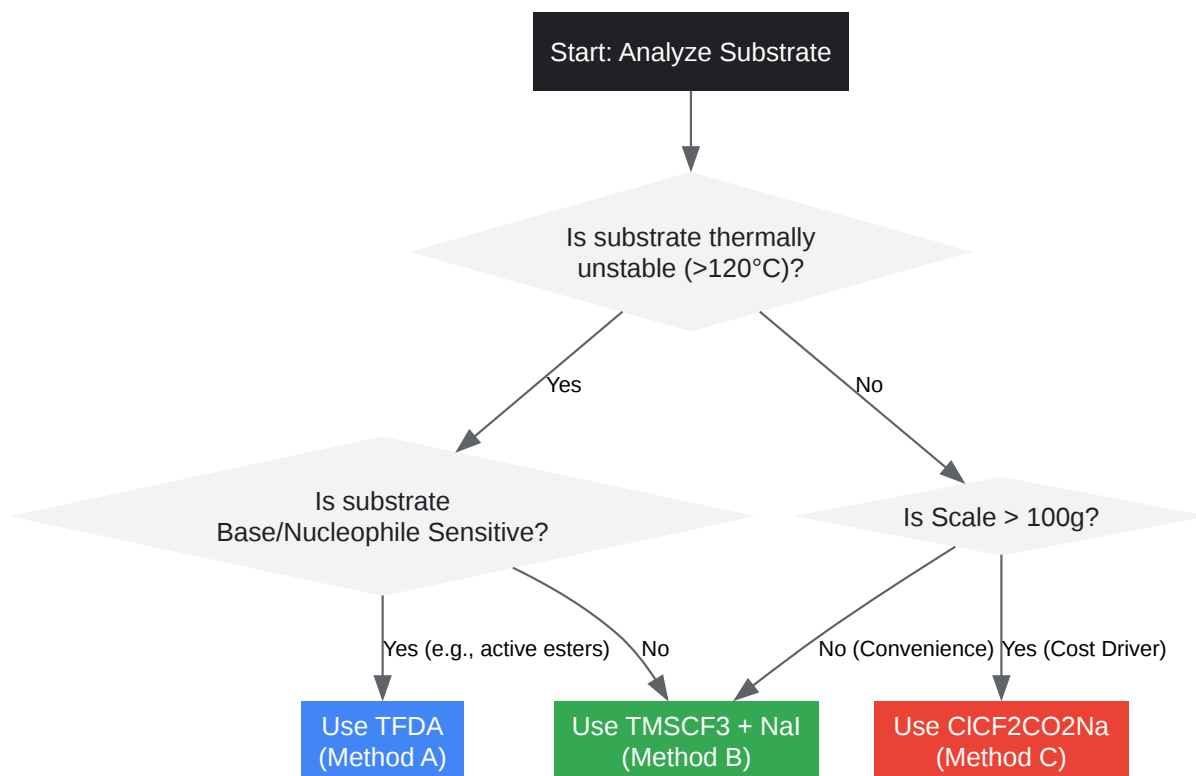 Start: Analyze Substrate
Is substrate thermally
unstable (>120°C)?
Yes
No
Is substrate
Base/Nucleophile Sensitive?
Is Scale > 100g?
Yes (e.g., active esters)
No
No (Convenience)
Yes (Cost Driver)
Use TFDA
(Method A)
Use TMSCF3 + NaI
(Method B)
Use ClCF2CO2Na
(Method C)